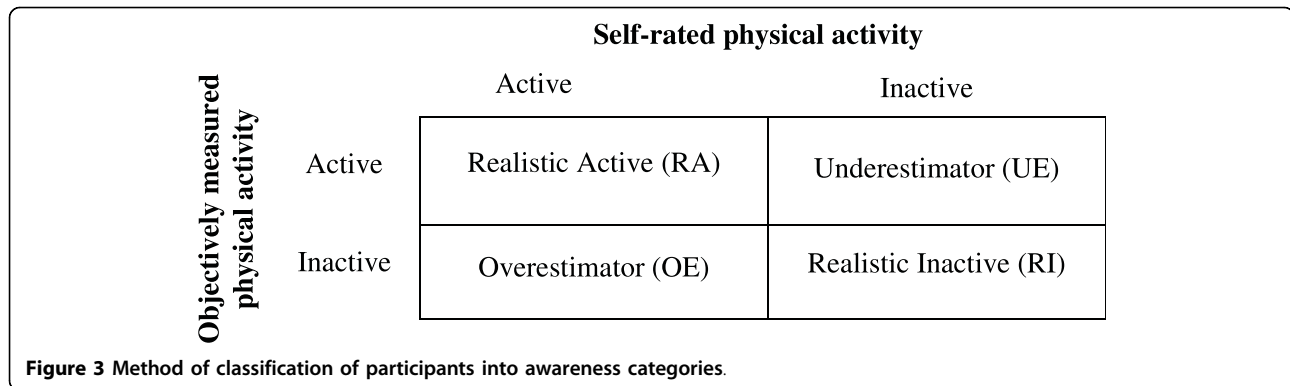 Self-rated physical activity
Active Inactive
Objectively measured
physical activity
Active Realistic Active (RA) Underestimator (UE)
Inactive Overestimator (OE) Realistic Inactive (RI)
Figure 3 Method of classification of participants into awareness categories.